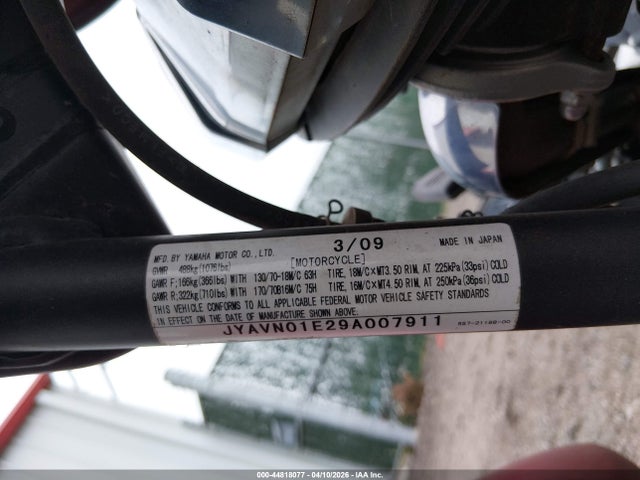 MFD. BY YAMAHA MOTOR CO., LTD. 3/09 MADE IN JAPAN
GVWR 488kg(1076lbs) [MOTORCYCLE]
GAWR F;166kg(366lbs)WITH 130/70-18M/C 63H TIRE, 18M/C×MT3.50 RIM, AT 225kPa(33psi)COLD
GAWR R;322kg(710lbs)WITH 170/70B16M/C 75H TIRE, 16M/C×MT4.50 RIM, AT 250kPa(36psi)COLD
THIS VEHICLE CONFORMS TO ALL APPLICABLE FEDERAL MOTOR VEHICLE SAFETY STANDARDS
IN EFFECT ON THE DATE OF MANUFACTURE SHOWN ABOVE.
JYAVN01E29A007911
000-44818077 04/10/2026 IAA Inc.